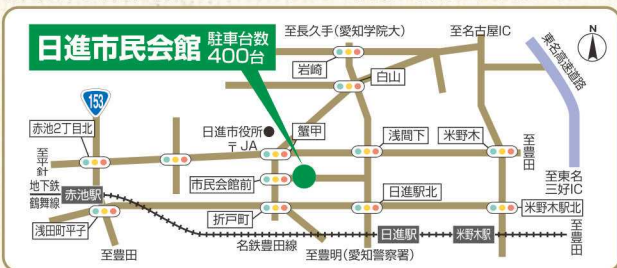 日進市民会館
駐車台数
400台
至長久手(愛知学院大)
至名古屋IC
N
東名高速道路
岩崎
白山
153
赤池2丁目北
日進市役所
〒JA
蟹甲
浅間下
米野木
至豊田
至平針
地下鉄
鶴舞線
赤池駅
市民会館前
日進駅北
至東名
三好IC
浅田町平子
折戸町
米野木駅北
至豊田
名鉄豊田線
日進駅
米野木駅
至豊明(愛知警察署)
至豊田